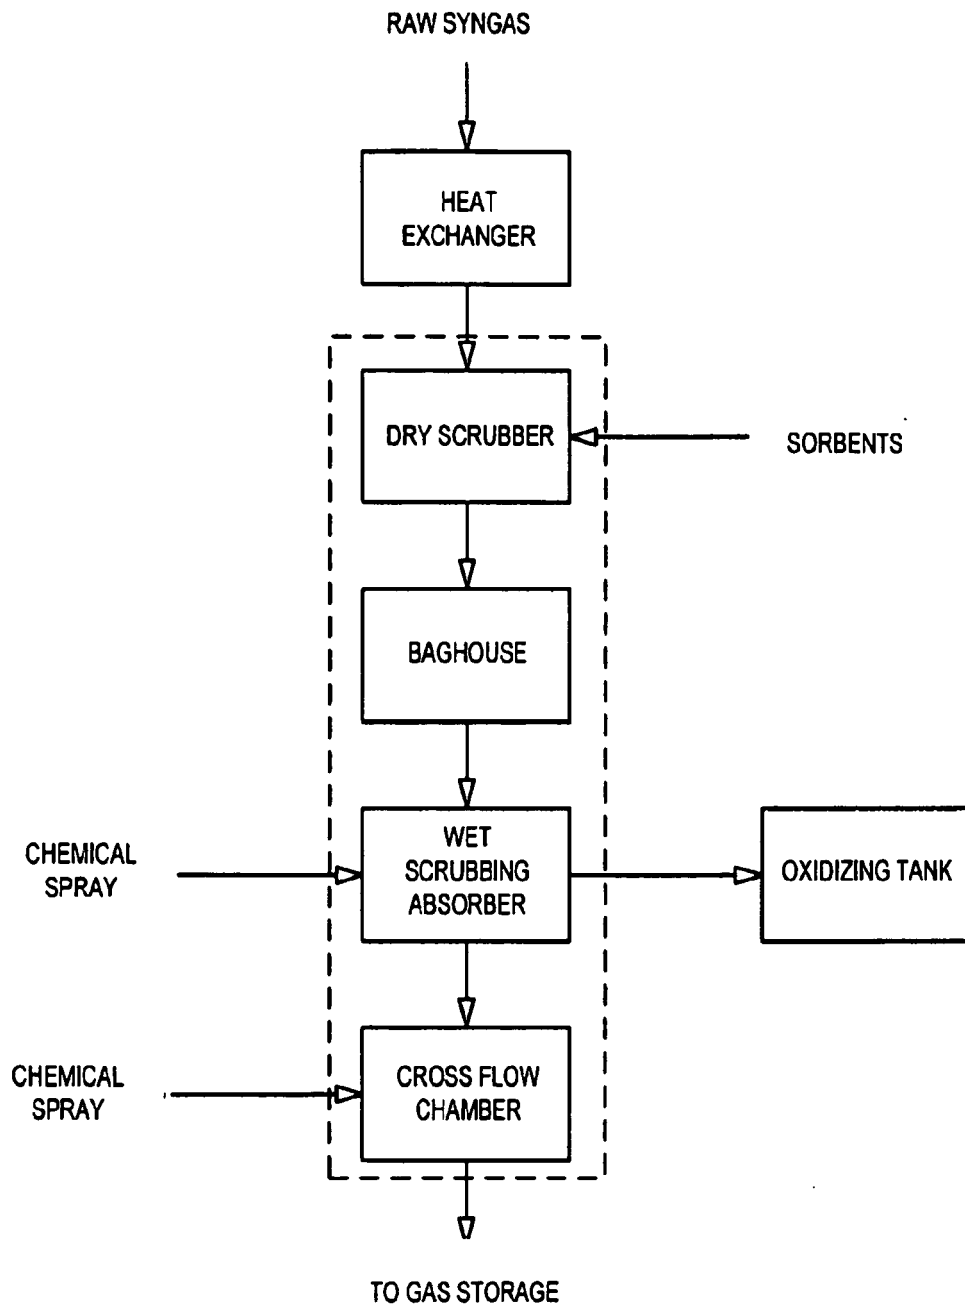 RAW SYNGAS
HEAT
EXCHANGER
DRY SCRUBBER
SORBENTS
BAGHOUSE
CHEMICAL
SPRAY
WET
SCRUBBING
ABSORBER
OXIDIZING TANK
CHEMICAL
SPRAY
CROSS FLOW
CHAMBER
TO GAS STORAGE